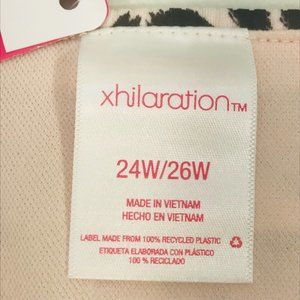 xhilaration™
24W/26W
MADE IN VIETNAM
HECHO EN VIETNAM
LABEL MADE FROM 100% RECYCLED PLASTIC
ETIQUETA ELABORADA CON PLÁSTICO
100 % RECICLADO